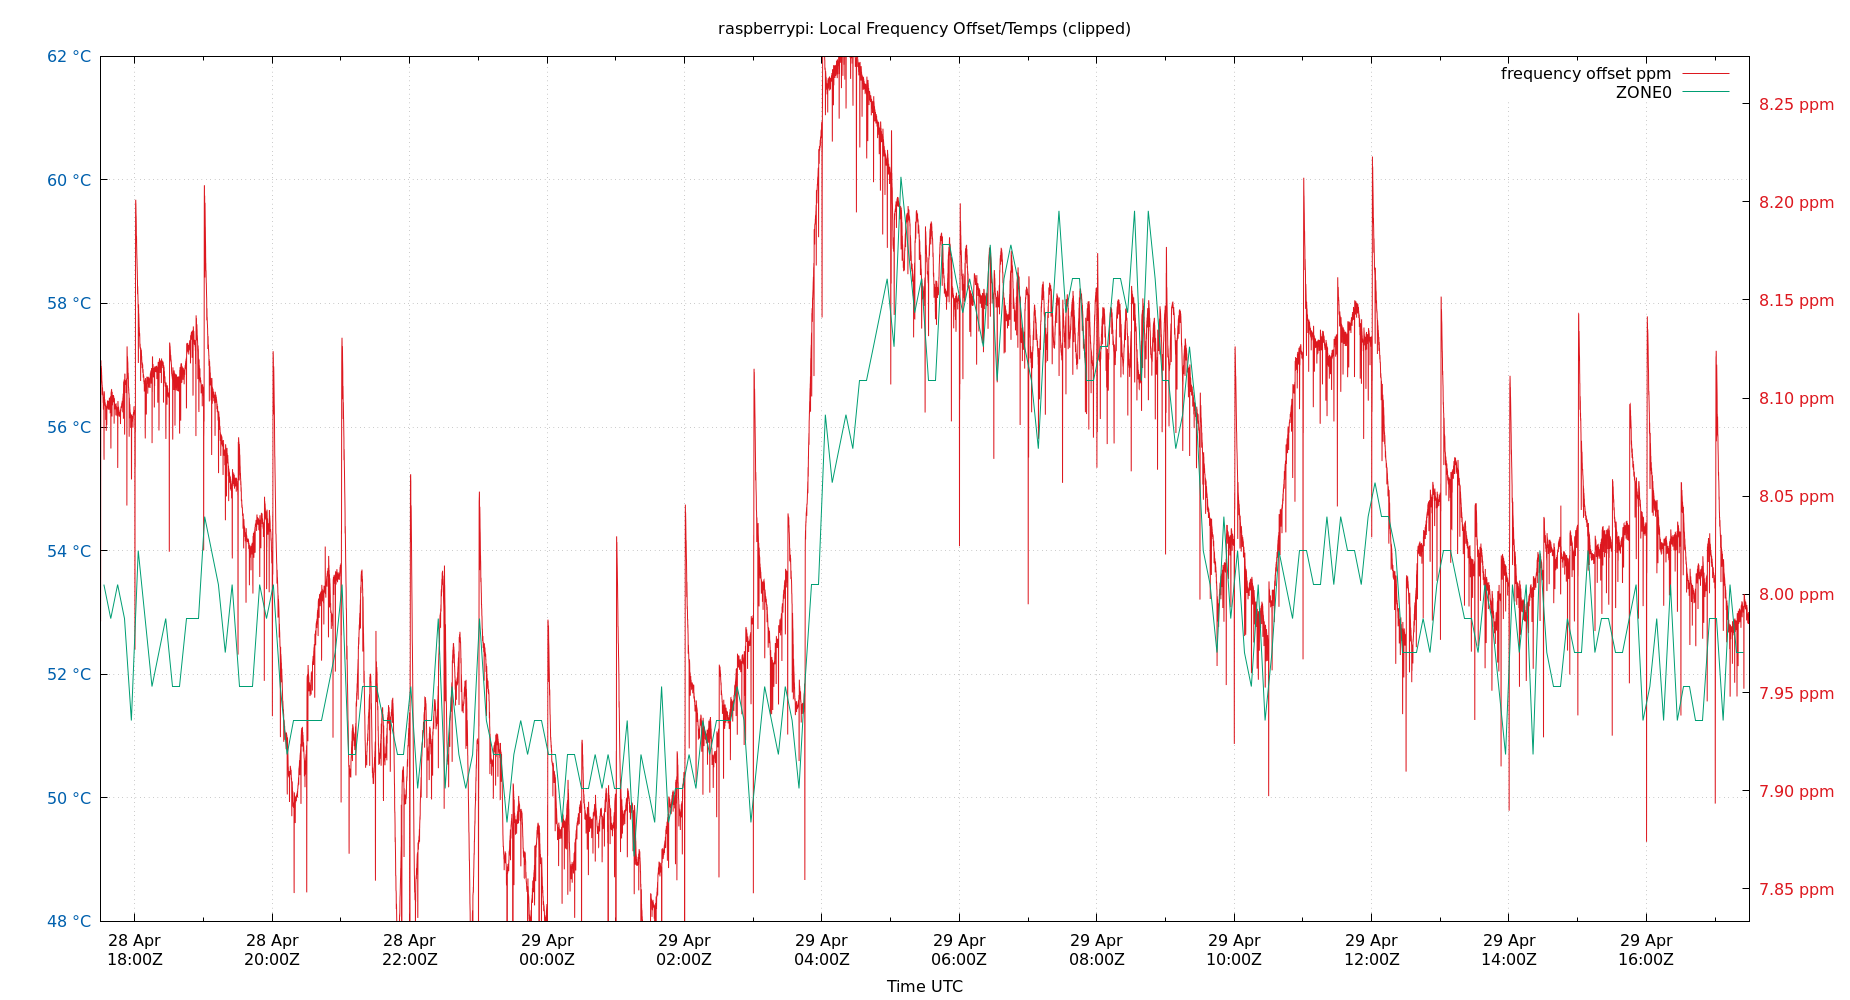 raspberrypi: Local Frequency Offset/Temps (clipped)
62 °C
60 °C
58 °C
56 °C
54 °C
52 °C
50 °C
48 °C
frequency offset ppm
ZONE0
8.25 ppm
8.20 ppm
8.15 ppm
8.10 ppm
8.05 ppm
8.00 ppm
7.95 ppm
7.90 ppm
7.85 ppm
28 Apr 28 Apr 28 Apr 29 Apr 29 Apr 29 Apr 29 Apr 29 Apr 29 Apr 29 Apr 29 Apr 29 Apr
18:00Z 20:00Z 22:00Z 00:00Z 02:00Z 04:00Z 06:00Z 08:00Z 10:00Z 12:00Z 14:00Z 16:00Z
Time UTC